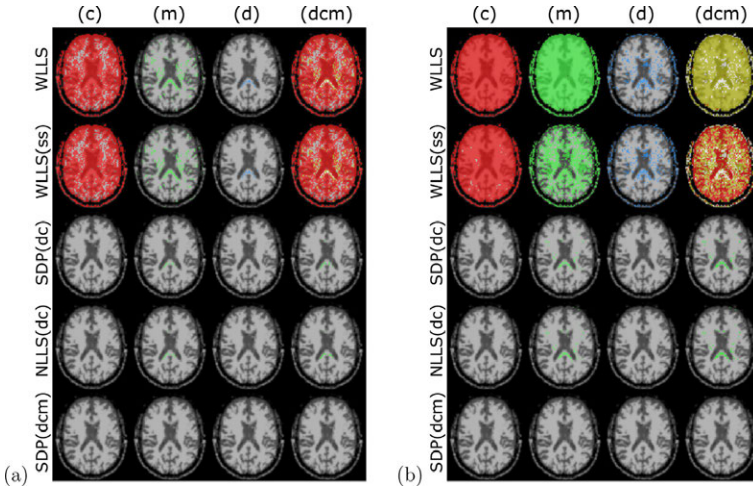 (c) (m) (d) (dcm)
WLLS
WLLS(ss)
SDP(dc)
NLLS(dc)
SDP(dcm)
(a)
(c) (m) (d) (dcm)
WLLS
WLLS(ss)
SDP(dc)
NLLS(dc)
SDP(dcm)
(b)